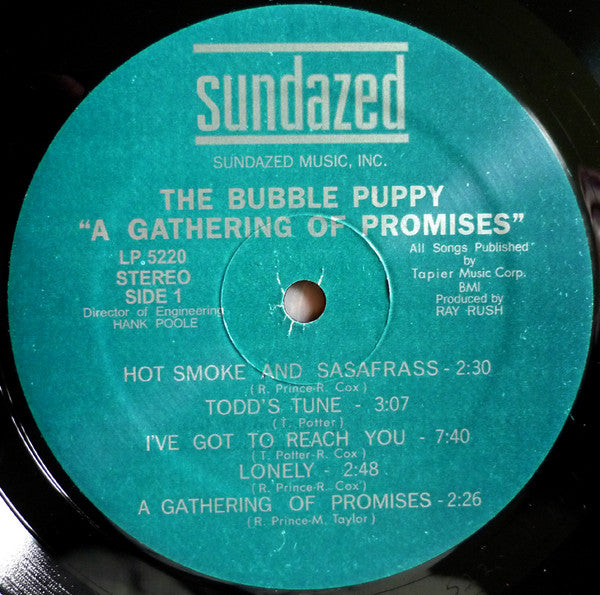 sundazed
SUNDAZED MUSIC, INC.
THE BUBBLE PUPPY
"A GATHERING OF PROMISES"
LP 5220
STEREO
SIDE 1
Director of Engineering
HANK POOLE
All Songs Published
by
Tapier Music Corp.
BMI
Produced by
RAY RUSH
HOT SMOKE AND SASAFRASS - 2:30
(R. Prince-R. Cox)
TODD'S TUNE - 3:07
(T. Potter)
I'VE GOT TO REACH YOU - 7:40
(T. Potter-R. Cox)
LONELY - 2:48
(R. Prince-R. Cox)
A GATHERING OF PROMISES - 2:26
(R. Prince-M. Taylor)